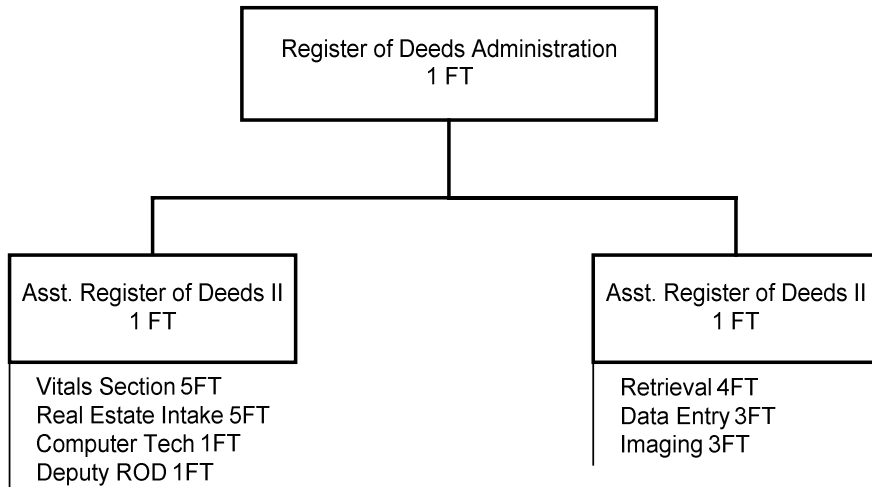 Register of Deeds Administration
1 FT
Asst. Register of Deeds II
1 FT
Vitals Section 5FT
Real Estate Intake 5FT
Computer Tech 1FT
Deputy ROD 1FT
Asst. Register of Deeds II
1 FT
Retrieval 4FT
Data Entry 3FT
Imaging 3FT